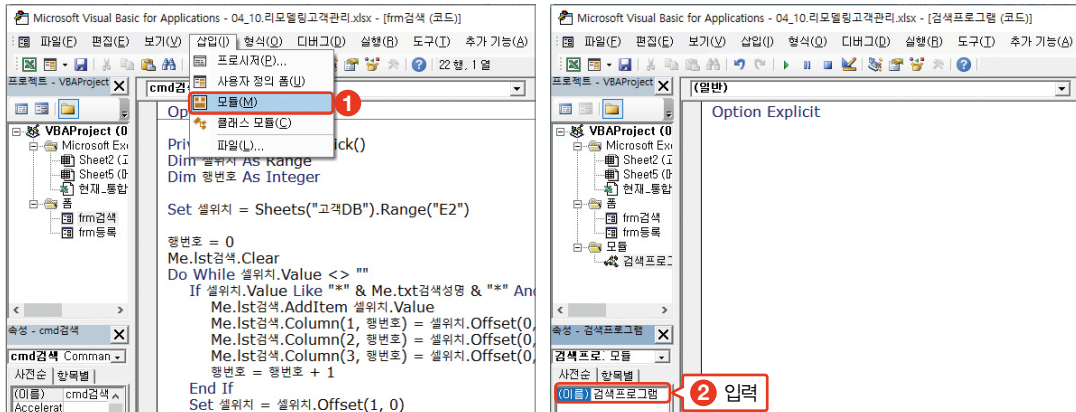 Microsoft Visual Basic for Applications - 04_10.리모델링고객관리.xlsx - [frm검색 (코드)]
파일(F) 편집(E) 보기(V) 삽입(I) 형식(O) 디버그(D) 실행(R) 도구(T) 추가 기능(A)
프로시저(P)...
22 행, 1 열
프로젝트 - VBAProject
사용자 정의 폼(U)
모듈(M)
1
클래스 모듈(C)
파일(L)...
VBAProject (0
Microsoft Ex
Sheet2
Sheet5
현재_통합
폼
frm검색
frm등록
ick()
Dim 셀위치 As Range
Dim 행번호 As Integer
Set 셀위치 = Sheets("고객DB").Range("E2")
행번호 = 0
Me.lst검색.Clear
Do While 셀위치.Value <> ""
If 셀위치.Value Like "*" & Me.txt검색성명 & "*" An
Me.lst검색.AddItem 셀위치.Value
Me.lst검색.Column(1, 행번호) = 셀위치.Offset(0,
Me.lst검색.Column(2, 행번호) = 셀위치.Offset(0,
Me.lst검색.Column(3, 행번호) = 셀위치.Offset(0,
행번호 = 행번호 + 1
End If
Set 셀위치 = 셀위치.Offset(1, 0)
속성 - cmd검색
cmd검색 Comman
사전순 항목별
(이름) cmd검색
Accelerat
Microsoft Visual Basic for Applications - 04_10.리모델링고객관리.xlsx - [검색프로그램 (코드)]
파일(F) 편집(E) 보기(V) 삽입(I) 형식(O) 디버그(D) 실행(R) 도구(T) 추가 기능(A)
프로젝트 - VBAProject
(일반)
Option Explicit
VBAProject (0
Microsoft Ex
Sheet2
Sheet5
현재_통합
폼
frm검색
frm등록
모듈
검색프로그
속성 - 검색프로그램
검색프로. 모듈
사전순 항목별
(이름) 검색프로그램
2 입력